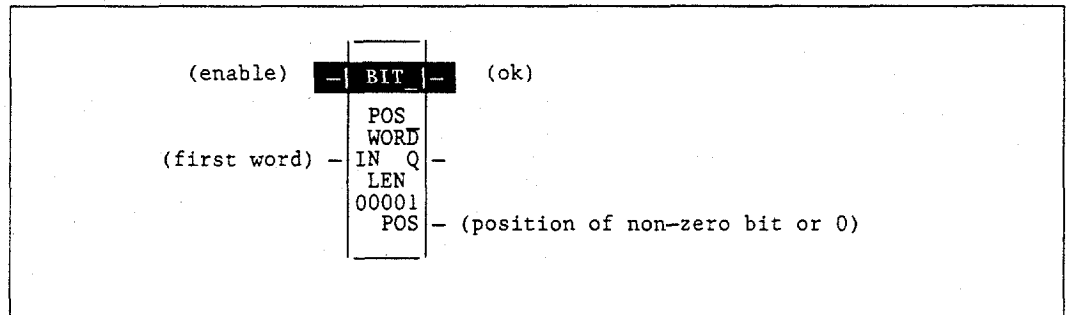 (enable) BIT_ (ok)
POS
WORD
(first word) IN Q
LEN
00001
POS (position of non-zero bit or 0)